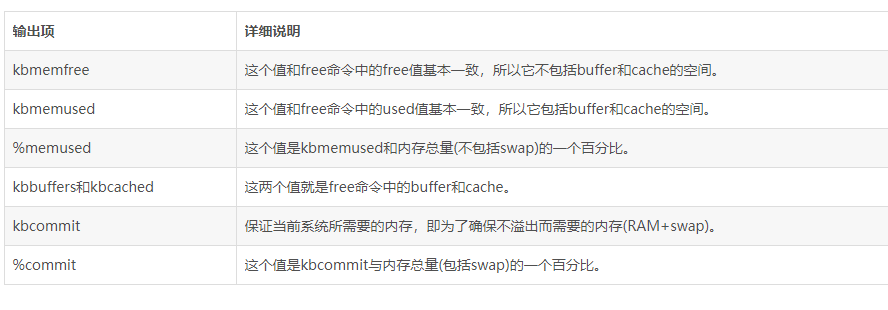 输出项 详细说明
kbmemfree 这个值和free命令中的free值基本一致，所以它不包括buffer和cache的空间。
kbmemused 这个值和free命令中的used值基本一致，所以它包括buffer和cache的空间。
%memused 这个值是kbmemused和内存总量(不包括swap)的一个百分比。
kbbuffers和kbcached 这两个值就是free命令中的buffer和cache。
kbcommit 保证当前系统所需要的内存，即为了确保不溢出而需要的内存(RAM+swap)。
%commit 这个值是kbcommit与内存总量(包括swap)的一个百分比。